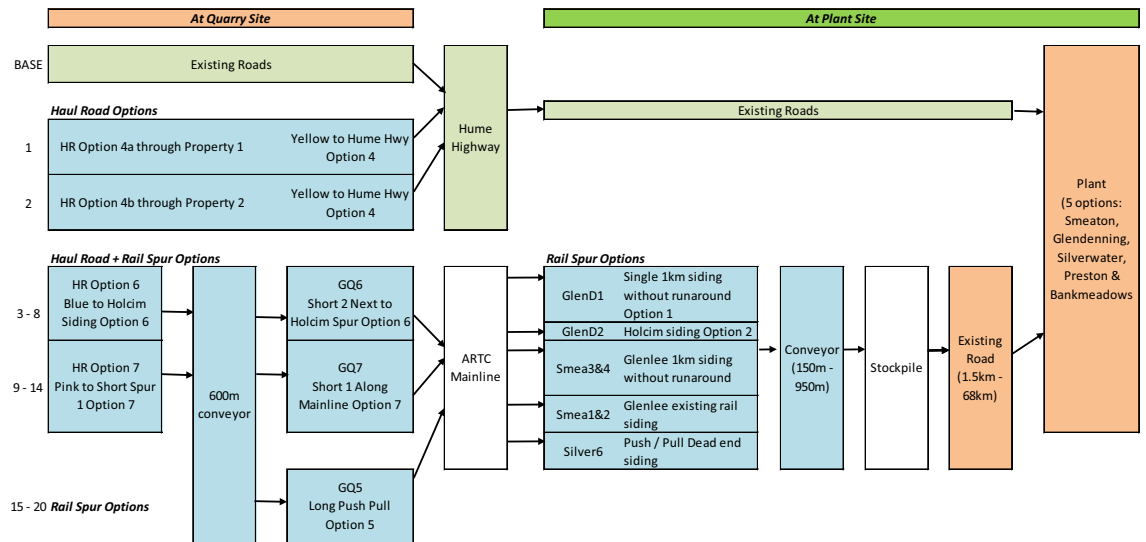 At Quarry Site
At Plant Site
BASE
Existing Roads
Haul Road Options
1
HR Option 4a through Property 1
Yellow to Hume Hwy
Option 4
2
HR Option 4b through Property 2
Yellow to Hume Hwy
Option 4
Hume
Highway
Existing Roads
Plant
(5 options:
Smeaton,
Glendenning,
Silverwater,
Preston &
Bankmeadows
Haul Road + Rail Spur Options
3 - 8
HR Option 6
Blue to Holcim
Siding Option 6
9 - 14
HR Option 7
Pink to Short Spur
1 Option 7
600m
conveyor
GQ6
Short 2 Next to
Holcim Spur Option 6
GQ7
Short 1 Along
Mainline Option 7
15 - 20 Rail Spur Options
GQ5
Long Push Pull
Option 5
ARTC
Mainline
Rail Spur Options
GlenD1
Single 1km siding
without runaround
Option 1
GlenD2 Holcim siding Option 2
Smea3&4
Glenlee 1km siding
without runaround
Smea1&2
Glenlee existing rail
siding
Silver6
Push / Pull Dead end
siding
Conveyor
(150m -
950m)
Stockpile
Existing
Road
(1.5km -
68km)